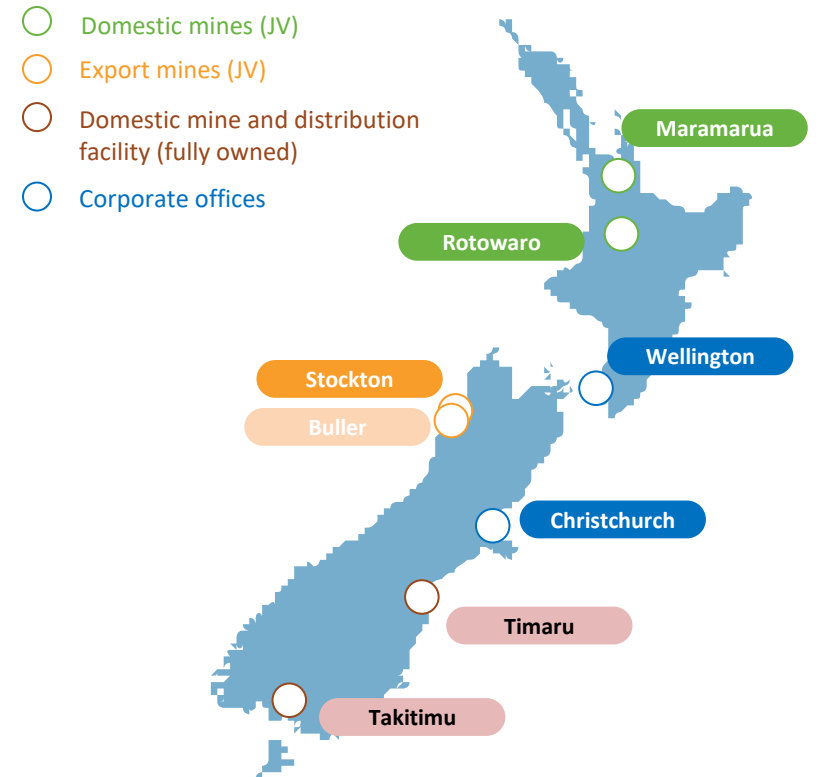 Domestic mines (JV)
Export mines (JV)
Domestic mine and distribution
facility (fully owned)
Corporate offices
Maramarua
Rotowaro
Wellington
Stockton
Buller
Christchurch
Timaru
Takitimu